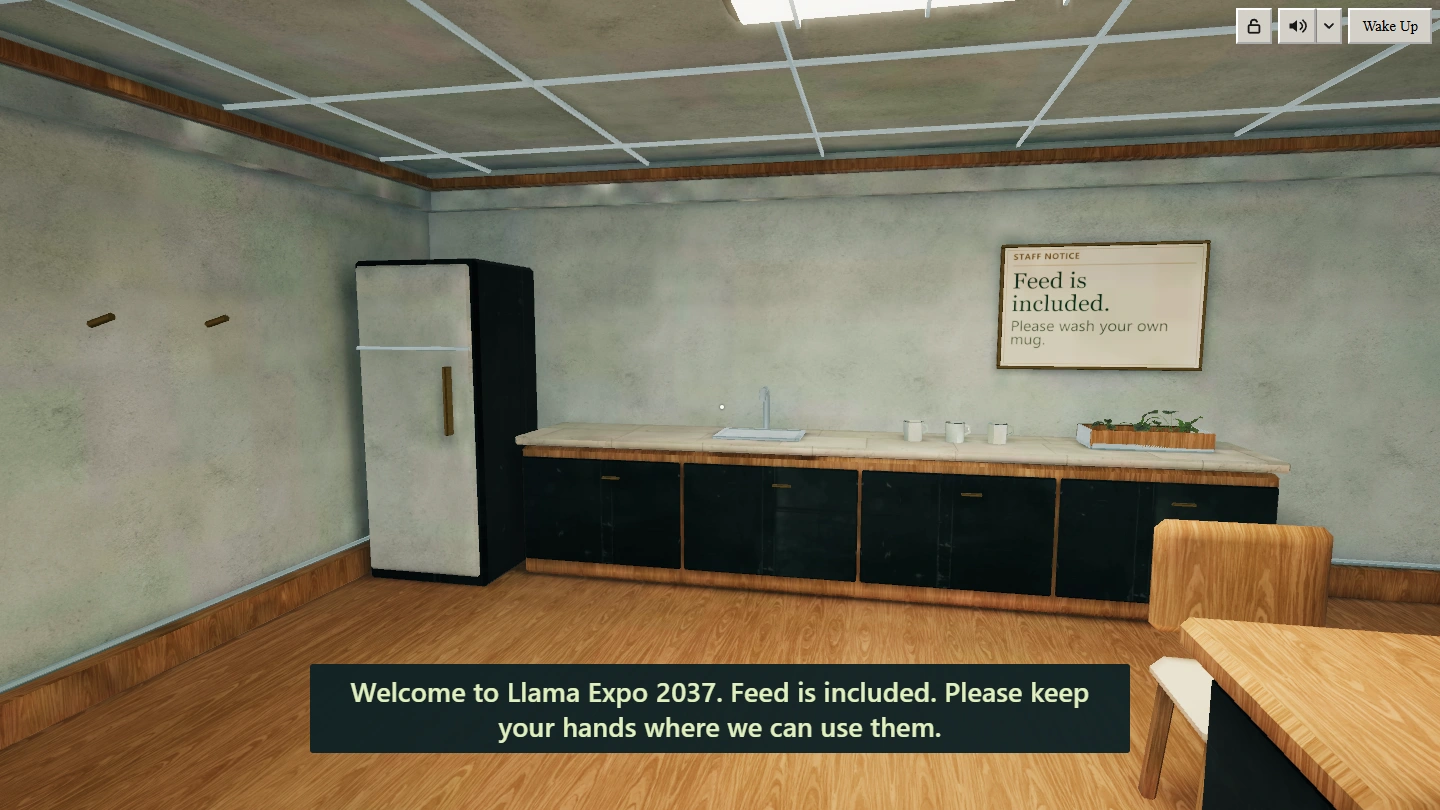 Wake Up
STAFF NOTICE
Feed is
included.
Please wash your own
mug.
Welcome to Llama Expo 2037. Feed is included. Please keep
your hands where we can use them.